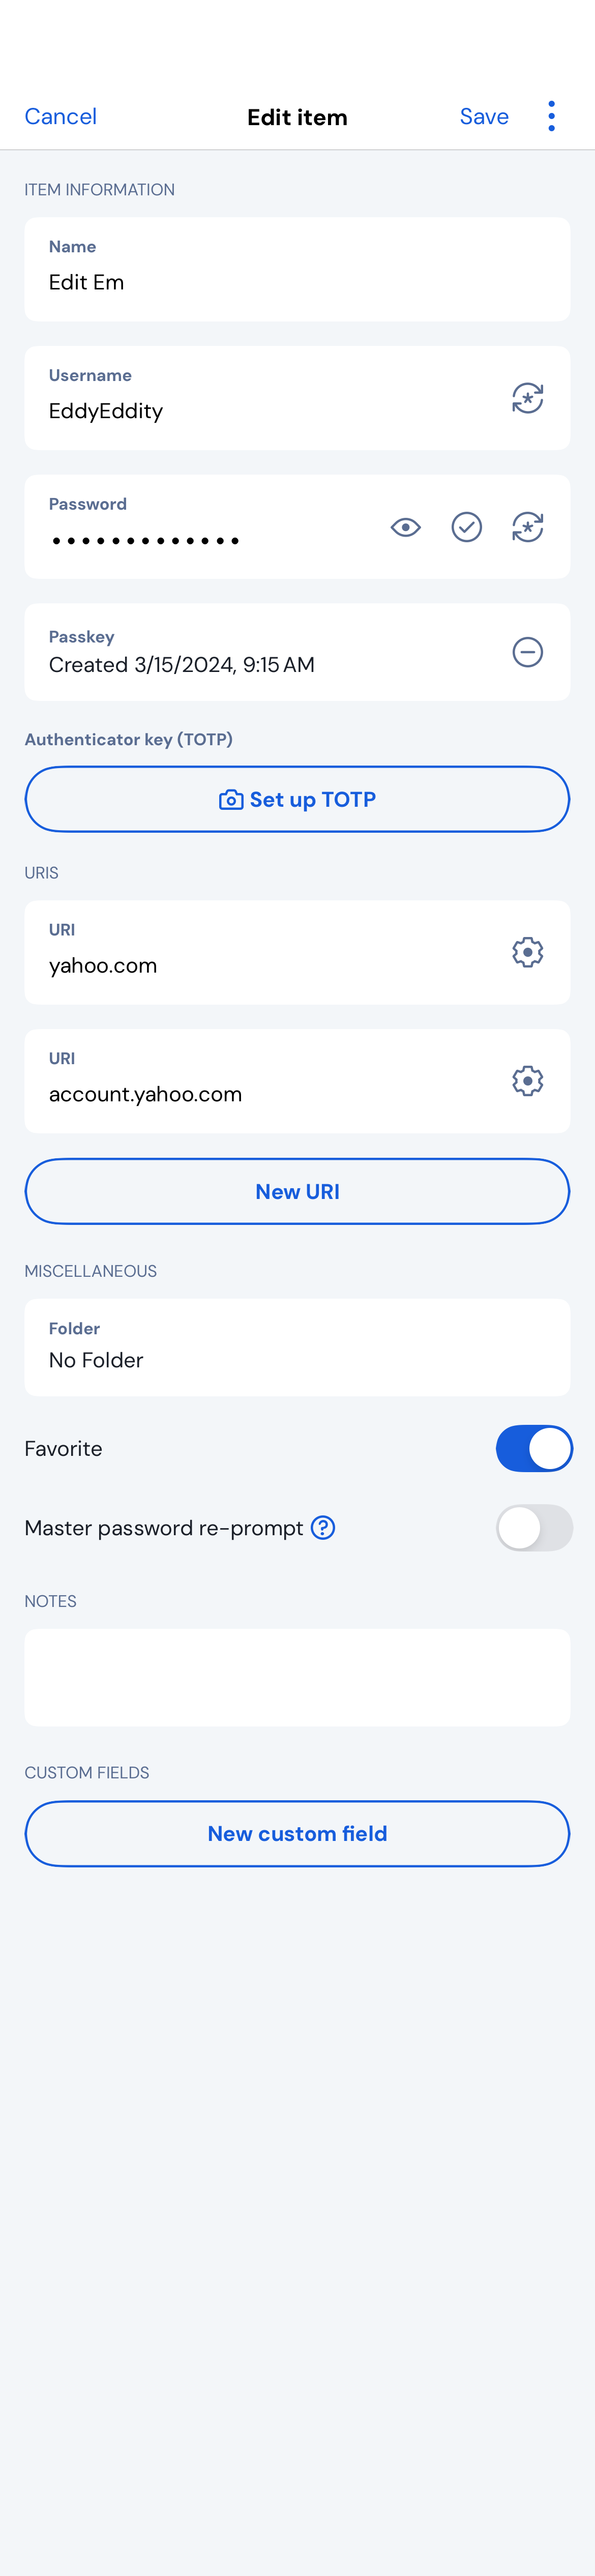 Cancel
Edit item
Save
ITEM INFORMATION
Name
Edit Em
Username
EddyEddity
Password
•••••••••••••
Passkey
Created 3/15/2024, 9:15 AM
Authenticator key (TOTP)
Set up TOTP
URIS
URI
yahoo.com
URI
account.yahoo.com
New URI
MISCELLANEOUS
Folder
No Folder
Favorite
Master password re-prompt
NOTES
CUSTOM FIELDS
New custom field